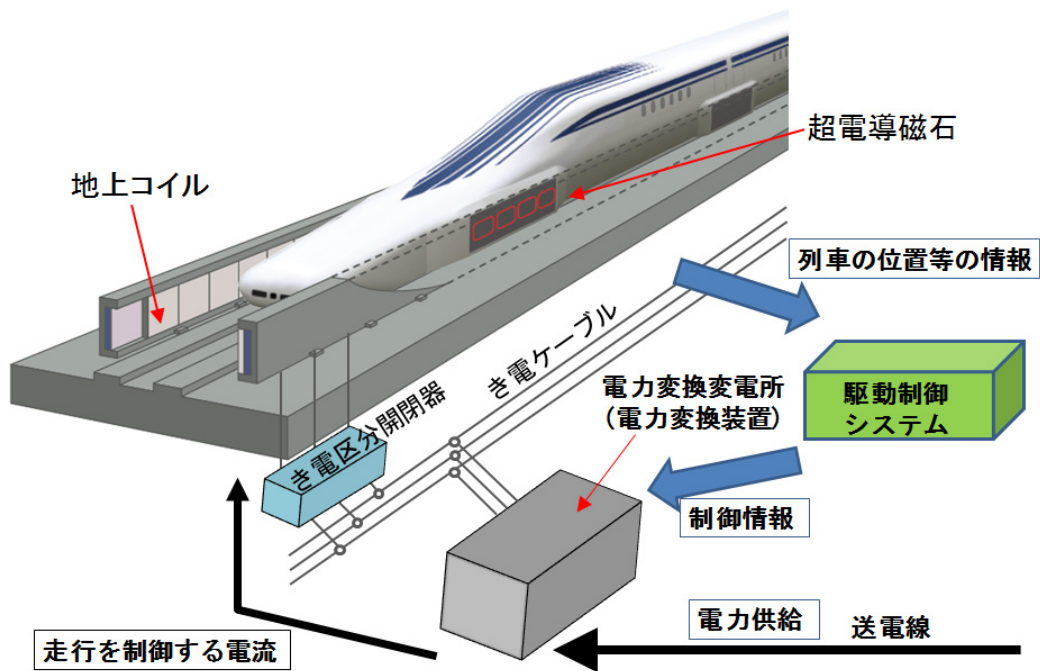 超電導磁石
地上コイル
列車の位置等の情報
き電ケーブル
電力変換変電所
(電力変換装置)
駆動制御
システム
き電区分開閉器
制御情報
電力供給
送電線
走行を制御する電流